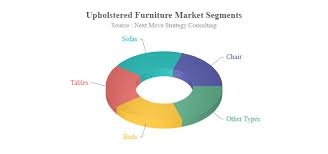 Upholstered Furniture Market Segments
Source : Next Move Strategy Consulting
Sofas
Chair
Tables
Other Types
Beds